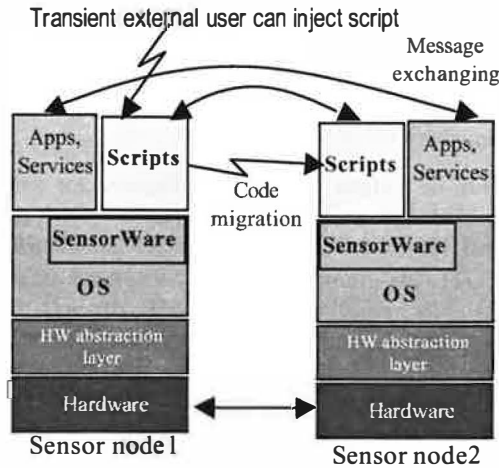 Transient external user can inject script
Message
exchanging
Apps,
Services
Scripts
Code
migration
Scripts
Apps,
Services
SensorWare
OS
HW abstraction
layer
Hardware
Sensor node1
SensorWare
OS
HW abstraction
layer
Hardware
Sensor node2